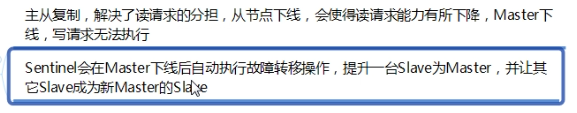 主从复制，解决了读请求的分担，从节点下线，会使得读请求能力有所下降，Master下
线，写请求无法执行
Sentinel会在Master下线后自动执行故障转移操作，提升一台Slave为Master，并让其
它Slave成为新Master的Slave